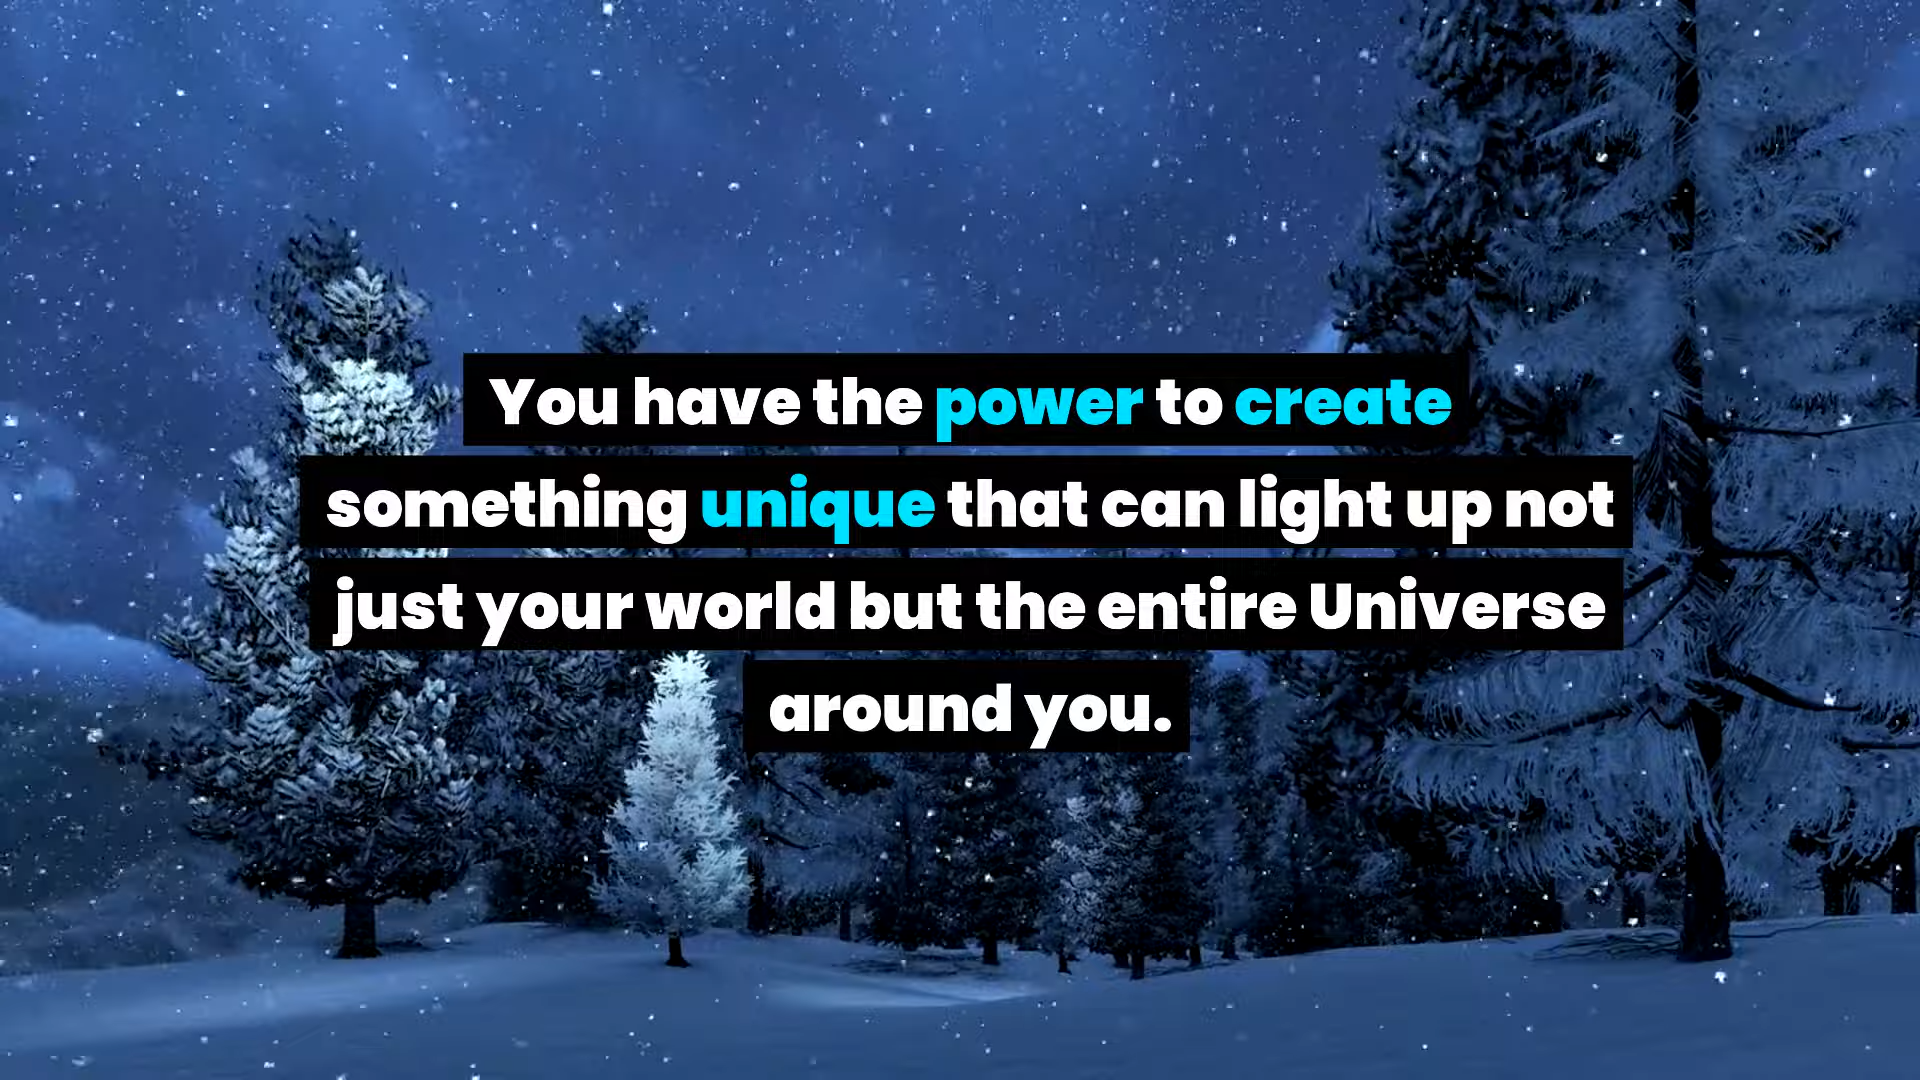 You have the power to create
something unique that can light up not
just your world but the entire Universe
around you.